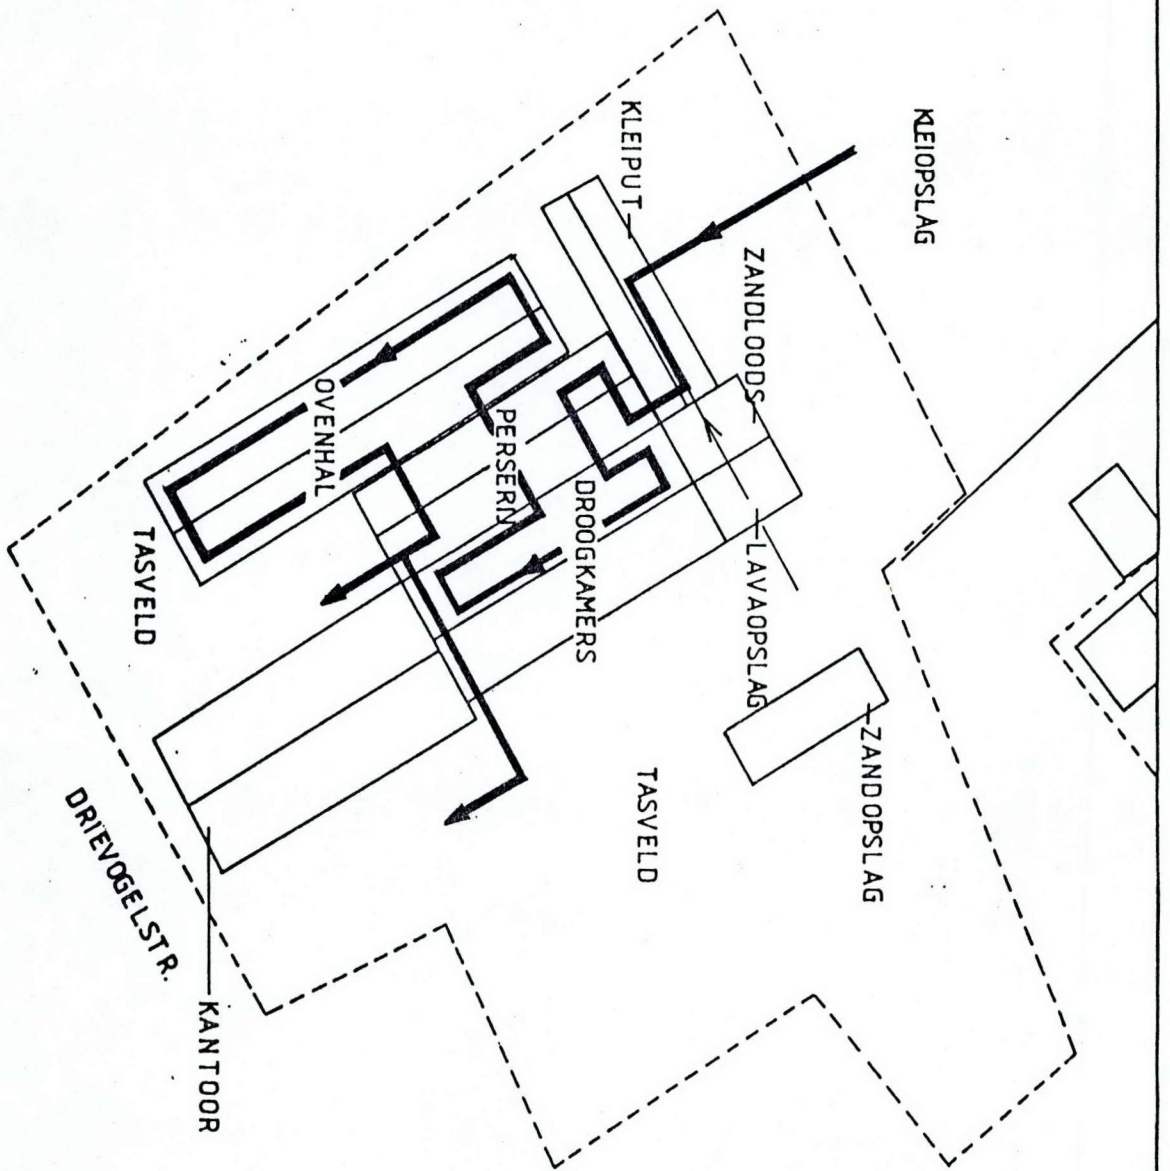 KLEIOPSLAG
KLEIPUT
ZANDLOODS
OVENHAL
PERSERIJ
DROOGKAMERS
LAVAOPSLAG
TASVELD
ZANDOPSLAG
TASVELD
DRIEVOGELSTR.
KANTOOR